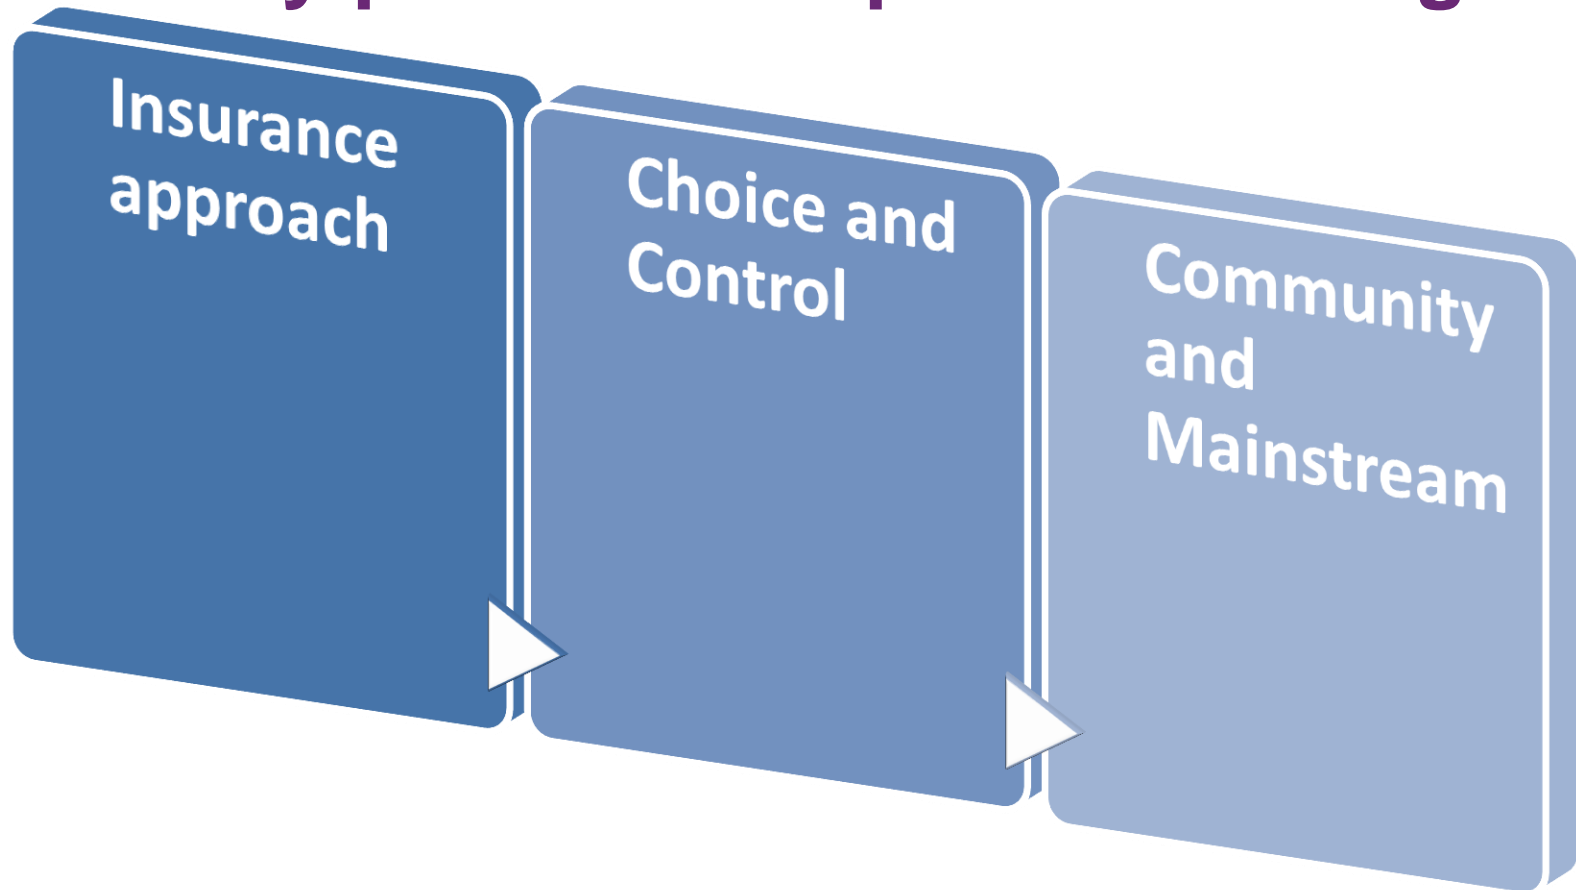 Insurance
approach
Choice and
Control
Community
and
Mainstream